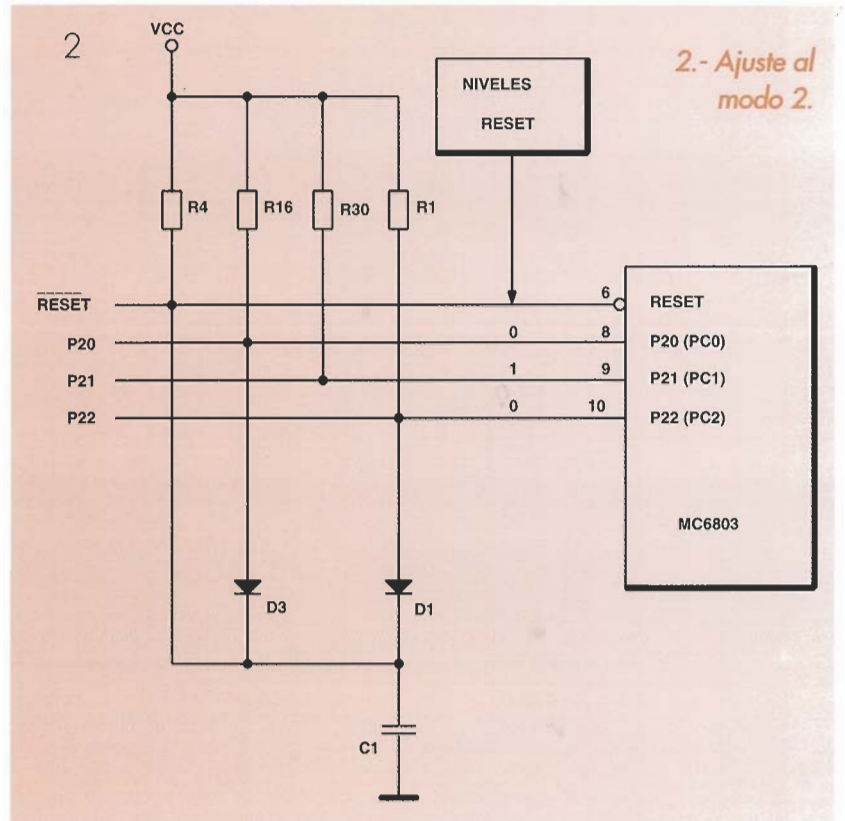 2
VCC
2.- Ajuste al
modo 2.
NIVELES
RESET
R4
R16
R30
R1
RESET
6
RESET
P20
0
8
P20 (PC0)
P21
1
9
P21 (PC1)
P22
0
10
P22 (PC2)
MC6803
D3
D1
C1